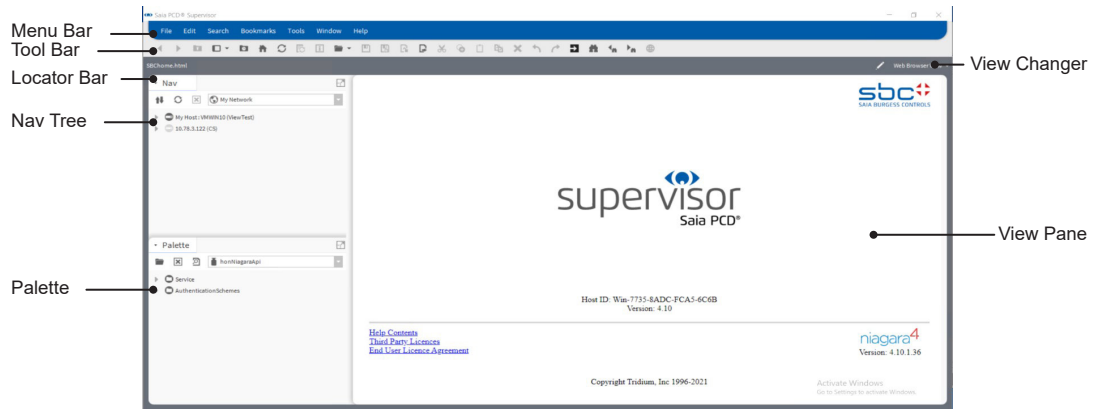 Saia PCD® Supervisor
Menu Bar
File Edit Search Bookmarks Tools Window Help
Tool Bar
Locator Bar
SBChome.html
Web Browser
View Changer
Nav
My Network
sbc
SAIA BURGESS CONTROLS
Nav Tree
My Host : VMWIN10 (ViewTest)
10.78.3.122 (CS)
supervisor
Saia PCD®
View Pane
Palette
honNiagaraApi
Palette
Service
AuthenticationSchemes
Host ID: Win-7735-8ADC-FCA5-6C6B
Version: 4.10
Help Contents
Third Party Licences
End User Licence Agreement
niagara4
Version: 4.10.1.36
Copyright Tridium, Inc 1996-2021
Activate Windows
Go to Settings to activate Windows.